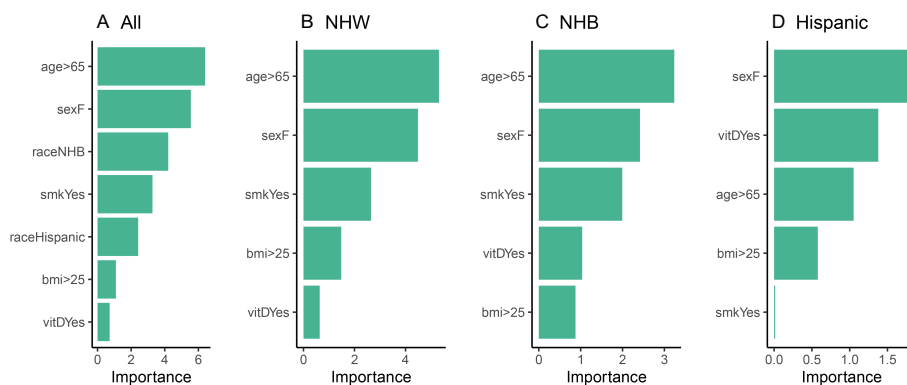 A All
age>65
sexF
raceNHB
smkYes
raceHispanic
bmi>25
vitDYes
0 2 4 6
Importance
B NHW
age>65
sexF
smkYes
bmi>25
vitDYes
0 2 4
Importance
C NHB
age>65
sexF
smkYes
vitDYes
bmi>25
0 1 2 3
Importance
D Hispanic
sexF
vitDYes
age>65
bmi>25
smkYes
0.0 0.5 1.0 1.5
Importance